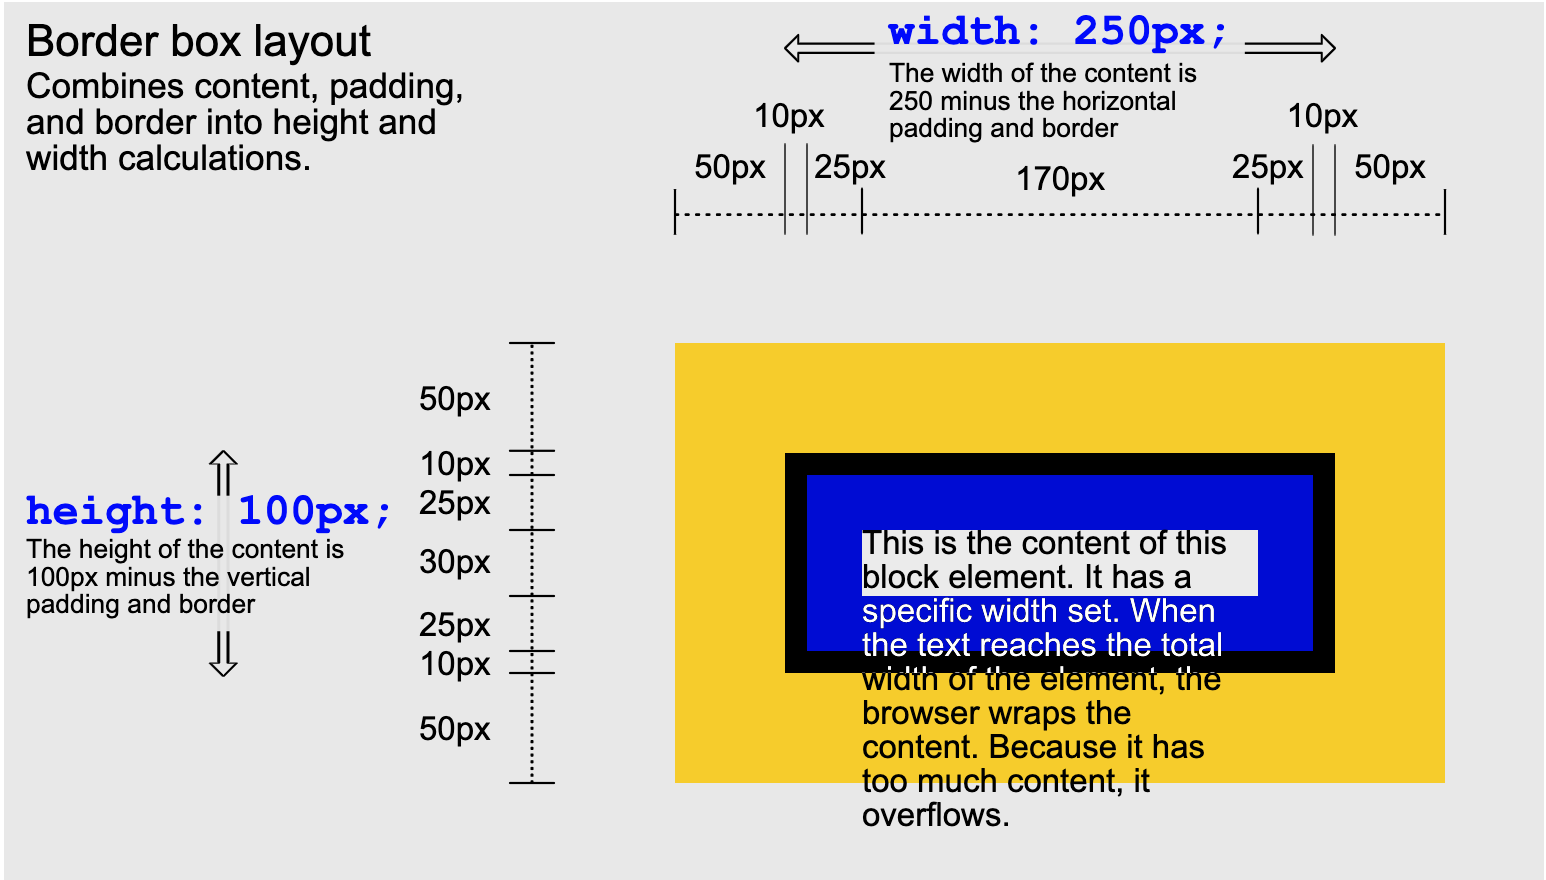 Border box layout
Combines content, padding,
and border into height and
width calculations.
width: 250px;
The width of the content is
250 minus the horizontal
padding and border
10px
10px
50px
25px
170px
25px
50px
50px
10px
25px
30px
25px
10px
50px
height: 100px;
The height of the content is
100px minus the vertical
padding and border
This is the content of this
block element. It has a
specific width set. When
the text reaches the total
width of the element, the
browser wraps the
content. Because it has
too much content, it
overflows.